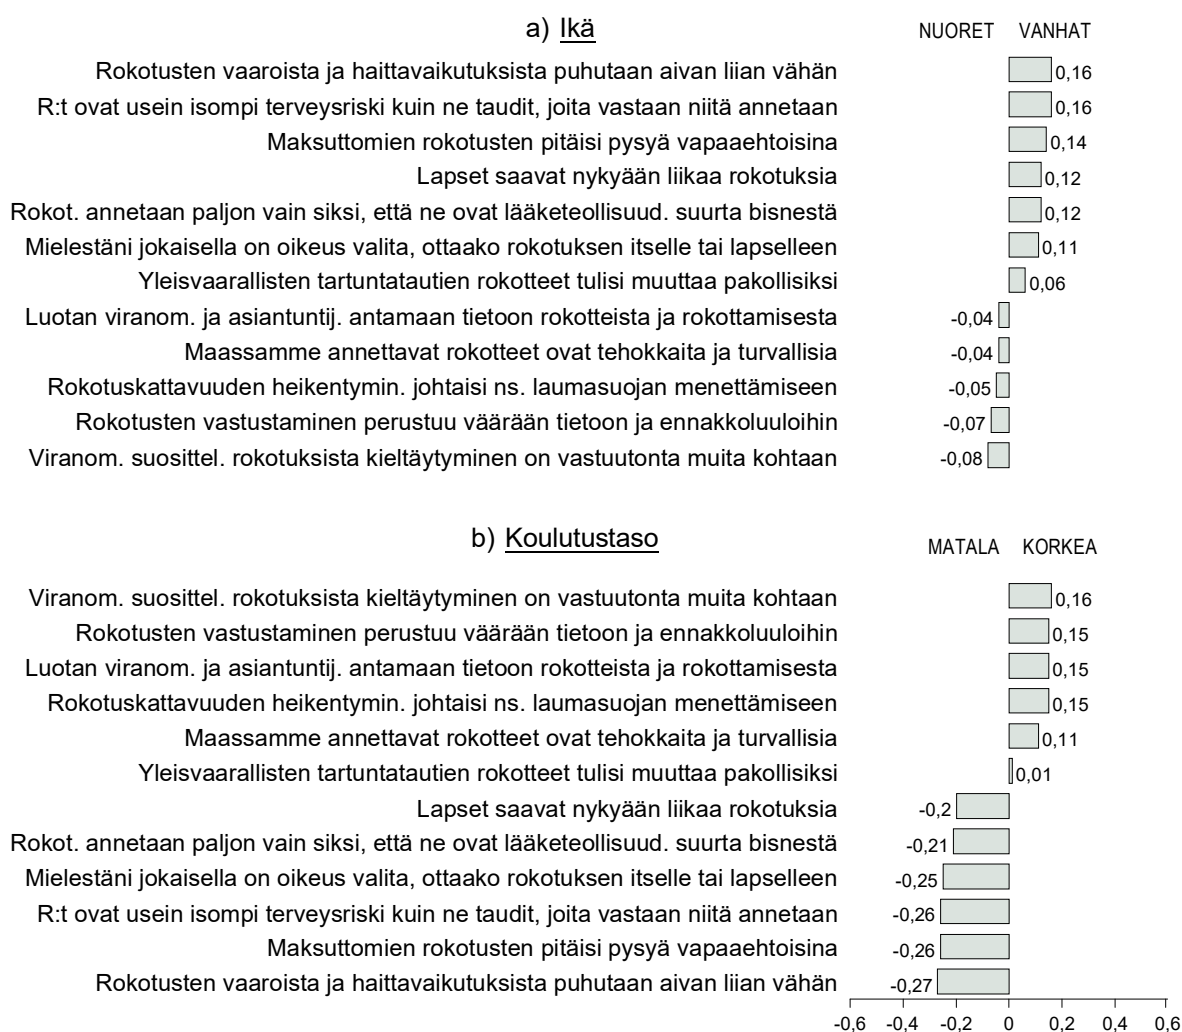 a) Ikä NUORET VANHAT
Rokotusten vaaroista ja haittavaikutuksista puhutaan aivan liian vähän 0,16
R:t ovat usein isompi terveysriski kuin ne taudit, joita vastaan niitä annetaan 0,16
Maksuttomien rokotusten pitäisi pysyä vapaaehtoisina 0,14
Lapset saavat nykyään liikaa rokotuksia 0,12
Rokot. annetaan paljon vain siksi, että ne ovat lääketeollisuud. suurta bisnestä 0,12
Mielestäni jokaisella on oikeus valita, ottaako rokotuksen itselle tai lapselleen 0,11
Yleisvaarallisten tartuntatautien rokotteet tulisi muuttaa pakollisiksi 0,06
Luotan viranom. ja asiantuntij. antamaan tietoon rokotteista ja rokottamisesta -0,04
Maassamme annettavat rokotteet ovat tehokkaita ja turvallisia -0,04
Rokotuskattavuuden heikentymin. johtaisi ns. laumasuojan menettämiseen -0,05
Rokotusten vastustaminen perustuu väärään tietoon ja ennakkoluuloihin -0,07
Viranom. suosittel. rokotuksista kieltäytyminen on vastuutonta muita kohtaan -0,08
b) Koulutustaso MATALA KORKEA
Viranom. suosittel. rokotuksista kieltäytyminen on vastuutonta muita kohtaan 0,16
Rokotusten vastustaminen perustuu väärään tietoon ja ennakkoluuloihin 0,15
Luotan viranom. ja asiantuntij. antamaan tietoon rokotteista ja rokottamisesta 0,15
Rokotuskattavuuden heikentymin. johtaisi ns. laumasuojan menettämiseen 0,15
Maassamme annettavat rokotteet ovat tehokkaita ja turvallisia 0,11
Yleisvaarallisten tartuntatautien rokotteet tulisi muuttaa pakollisiksi 0,01
Lapset saavat nykyään liikaa rokotuksia -0,2
Rokot. annetaan paljon vain siksi, että ne ovat lääketeollisuud. suurta bisnestä -0,21
Mielestäni jokaisella on oikeus valita, ottaako rokotuksen itselle tai lapselleen -0,25
R:t ovat usein isompi terveysriski kuin ne taudit, joita vastaan niitä annetaan -0,26
Maksuttomien rokotusten pitäisi pysyä vapaaehtoisina -0,26
Rokotusten vaaroista ja haittavaikutuksista puhutaan aivan liian vähän -0,27
-0,6 -0,4 -0,2 0 0,2 0,4 0,6